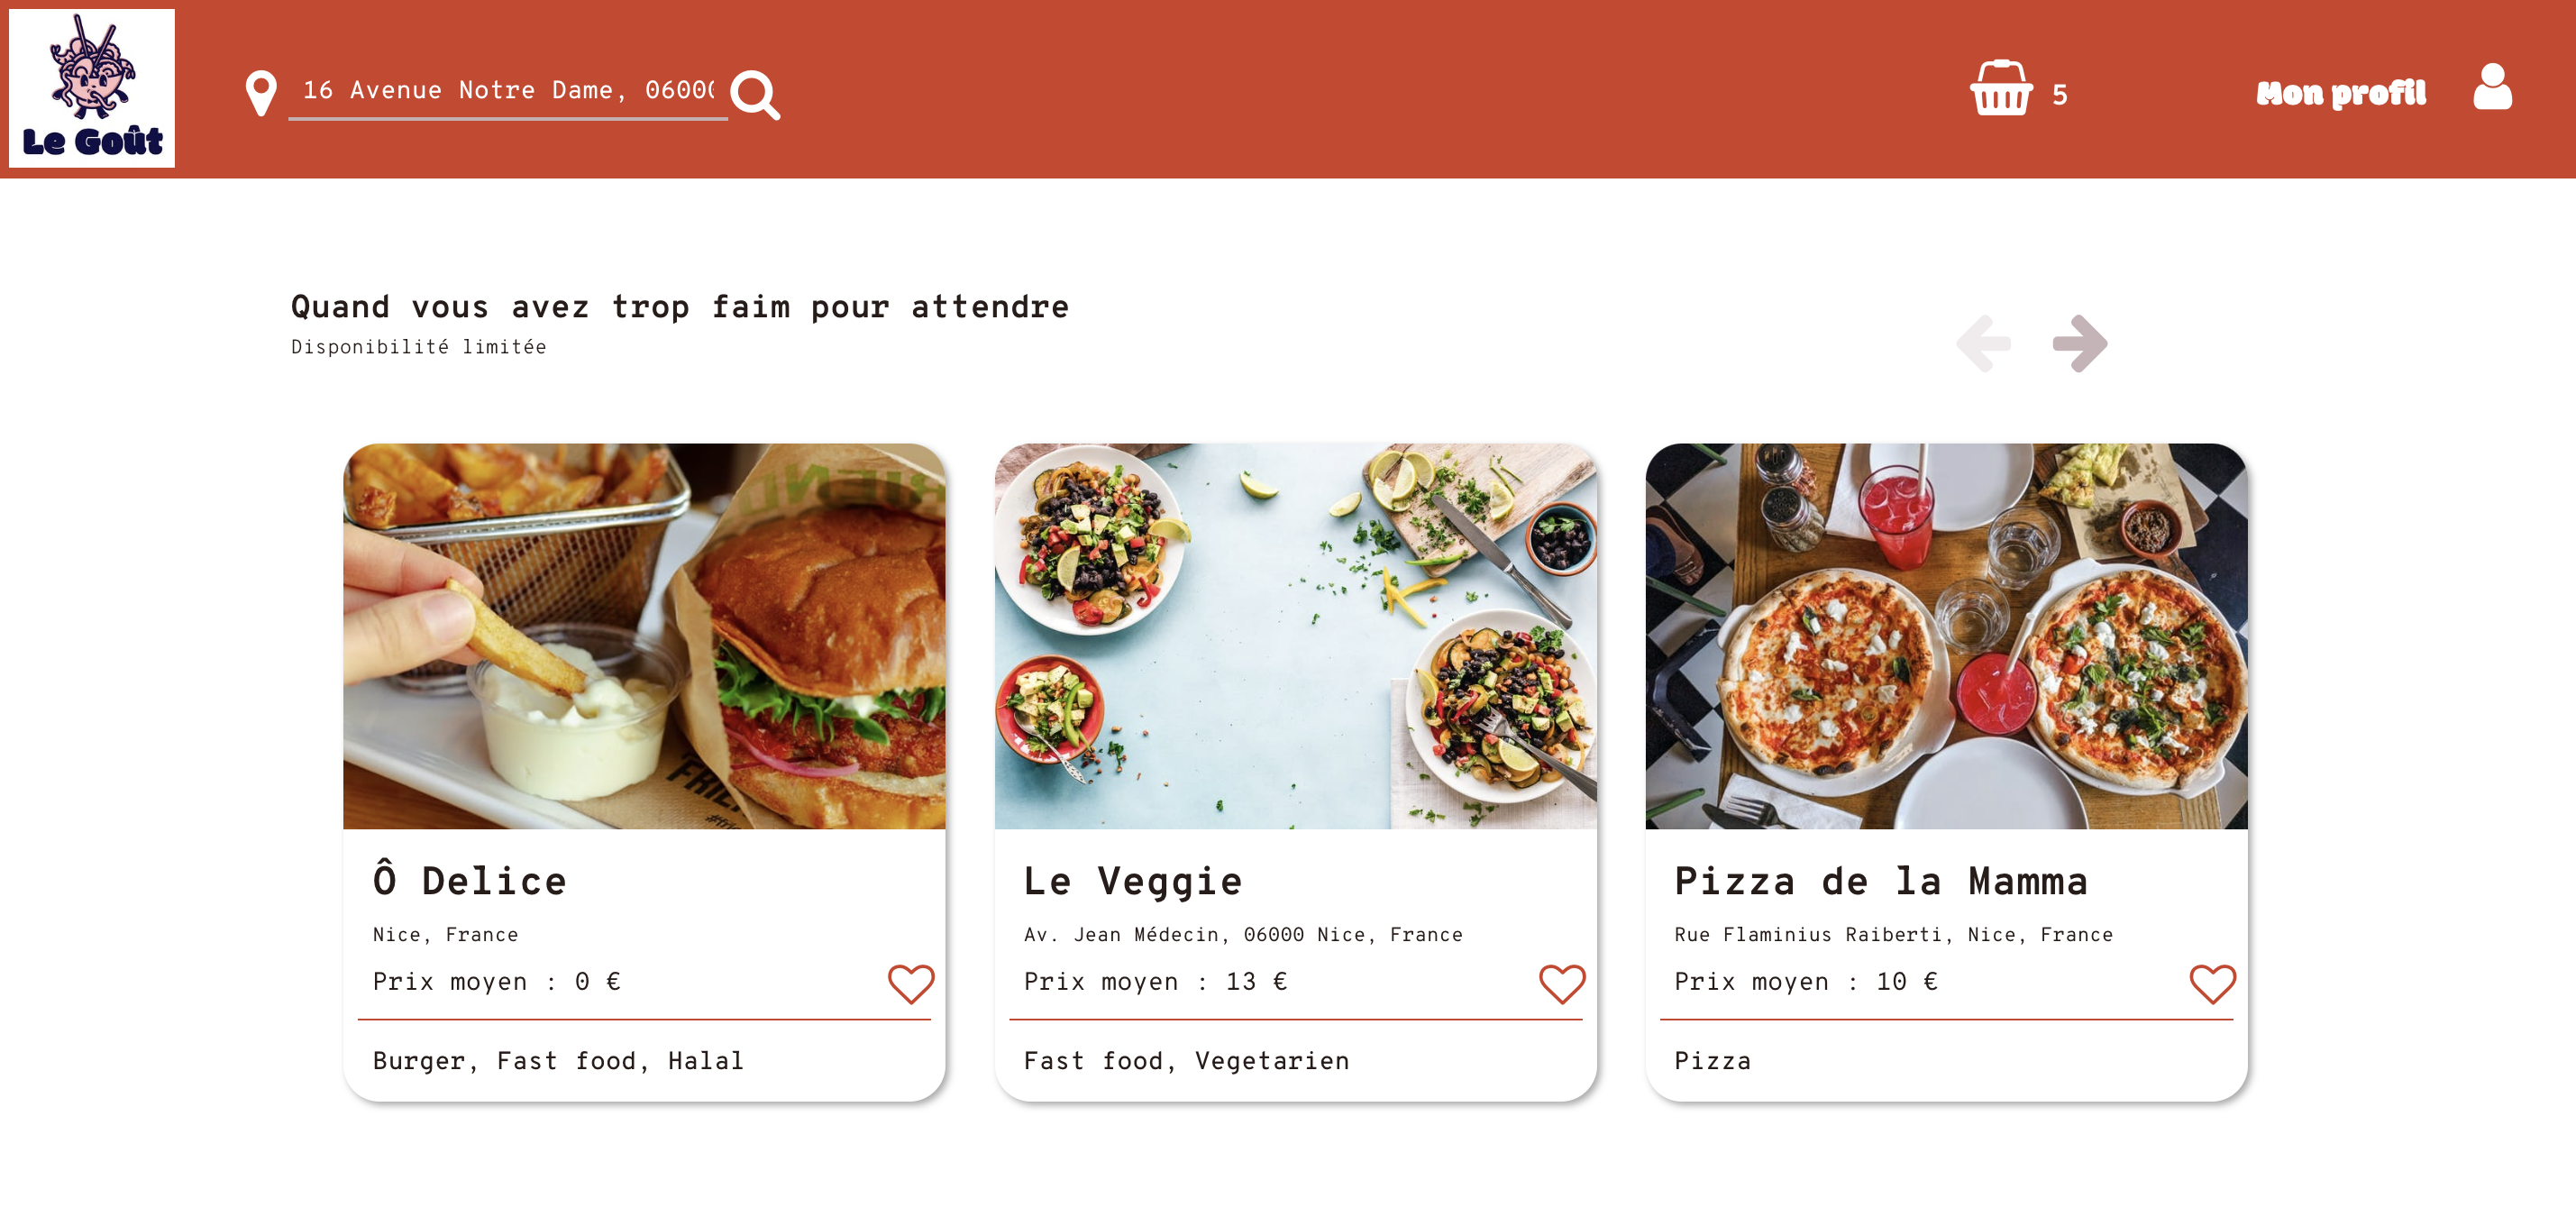 Le Goût
16 Avenue Notre Dame, 06000
5
Mon profil
Quand vous avez trop faim pour attendre
Disponibilité limitée
Ô Delice
Nice, France
Prix moyen : 0 €
Burger, Fast food, Halal
Le Veggie
Av. Jean Médecin, 06000 Nice, France
Prix moyen : 13 €
Fast food, Vegetarien
Pizza de la Mamma
Rue Flaminius Raiberti, Nice, France
Prix moyen : 10 €
Pizza